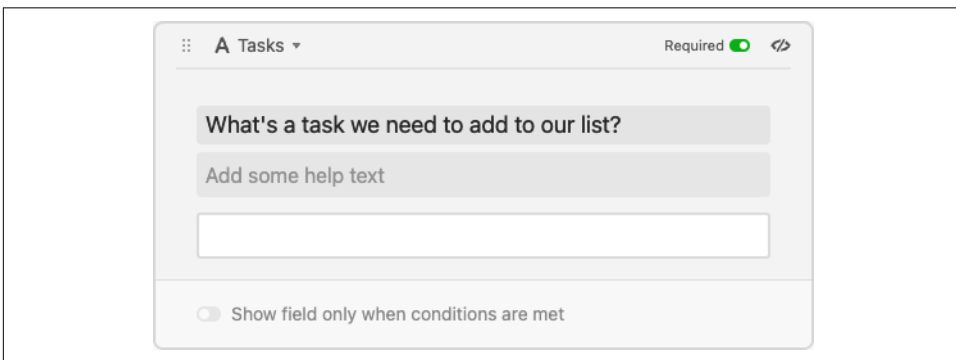 A Tasks
Required
What's a task we need to add to our list?
Add some help text
Show field only when conditions are met